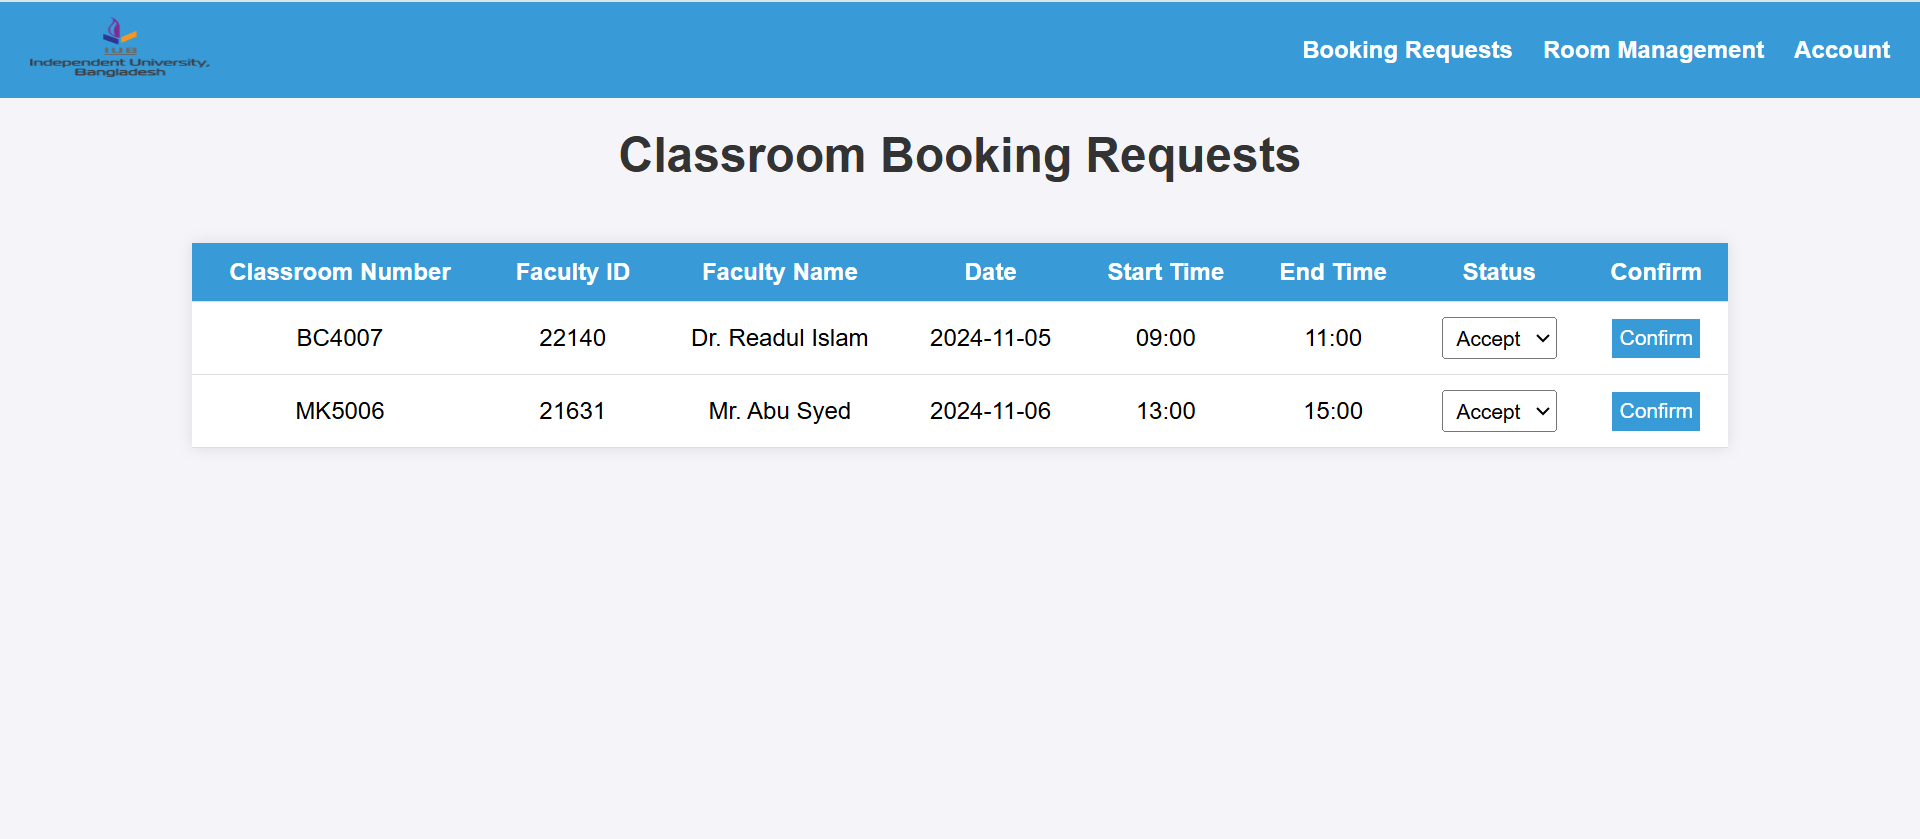 IUB
Independent University,
Bangladesh
Booking Requests Room Management Account
Classroom Booking Requests
Classroom Number Faculty ID Faculty Name Date Start Time End Time Status Confirm
BC4007 22140 Dr. Readul Islam 2024-11-05 09:00 11:00 Accept Confirm
MK5006 21631 Mr. Abu Syed 2024-11-06 13:00 15:00 Accept Confirm